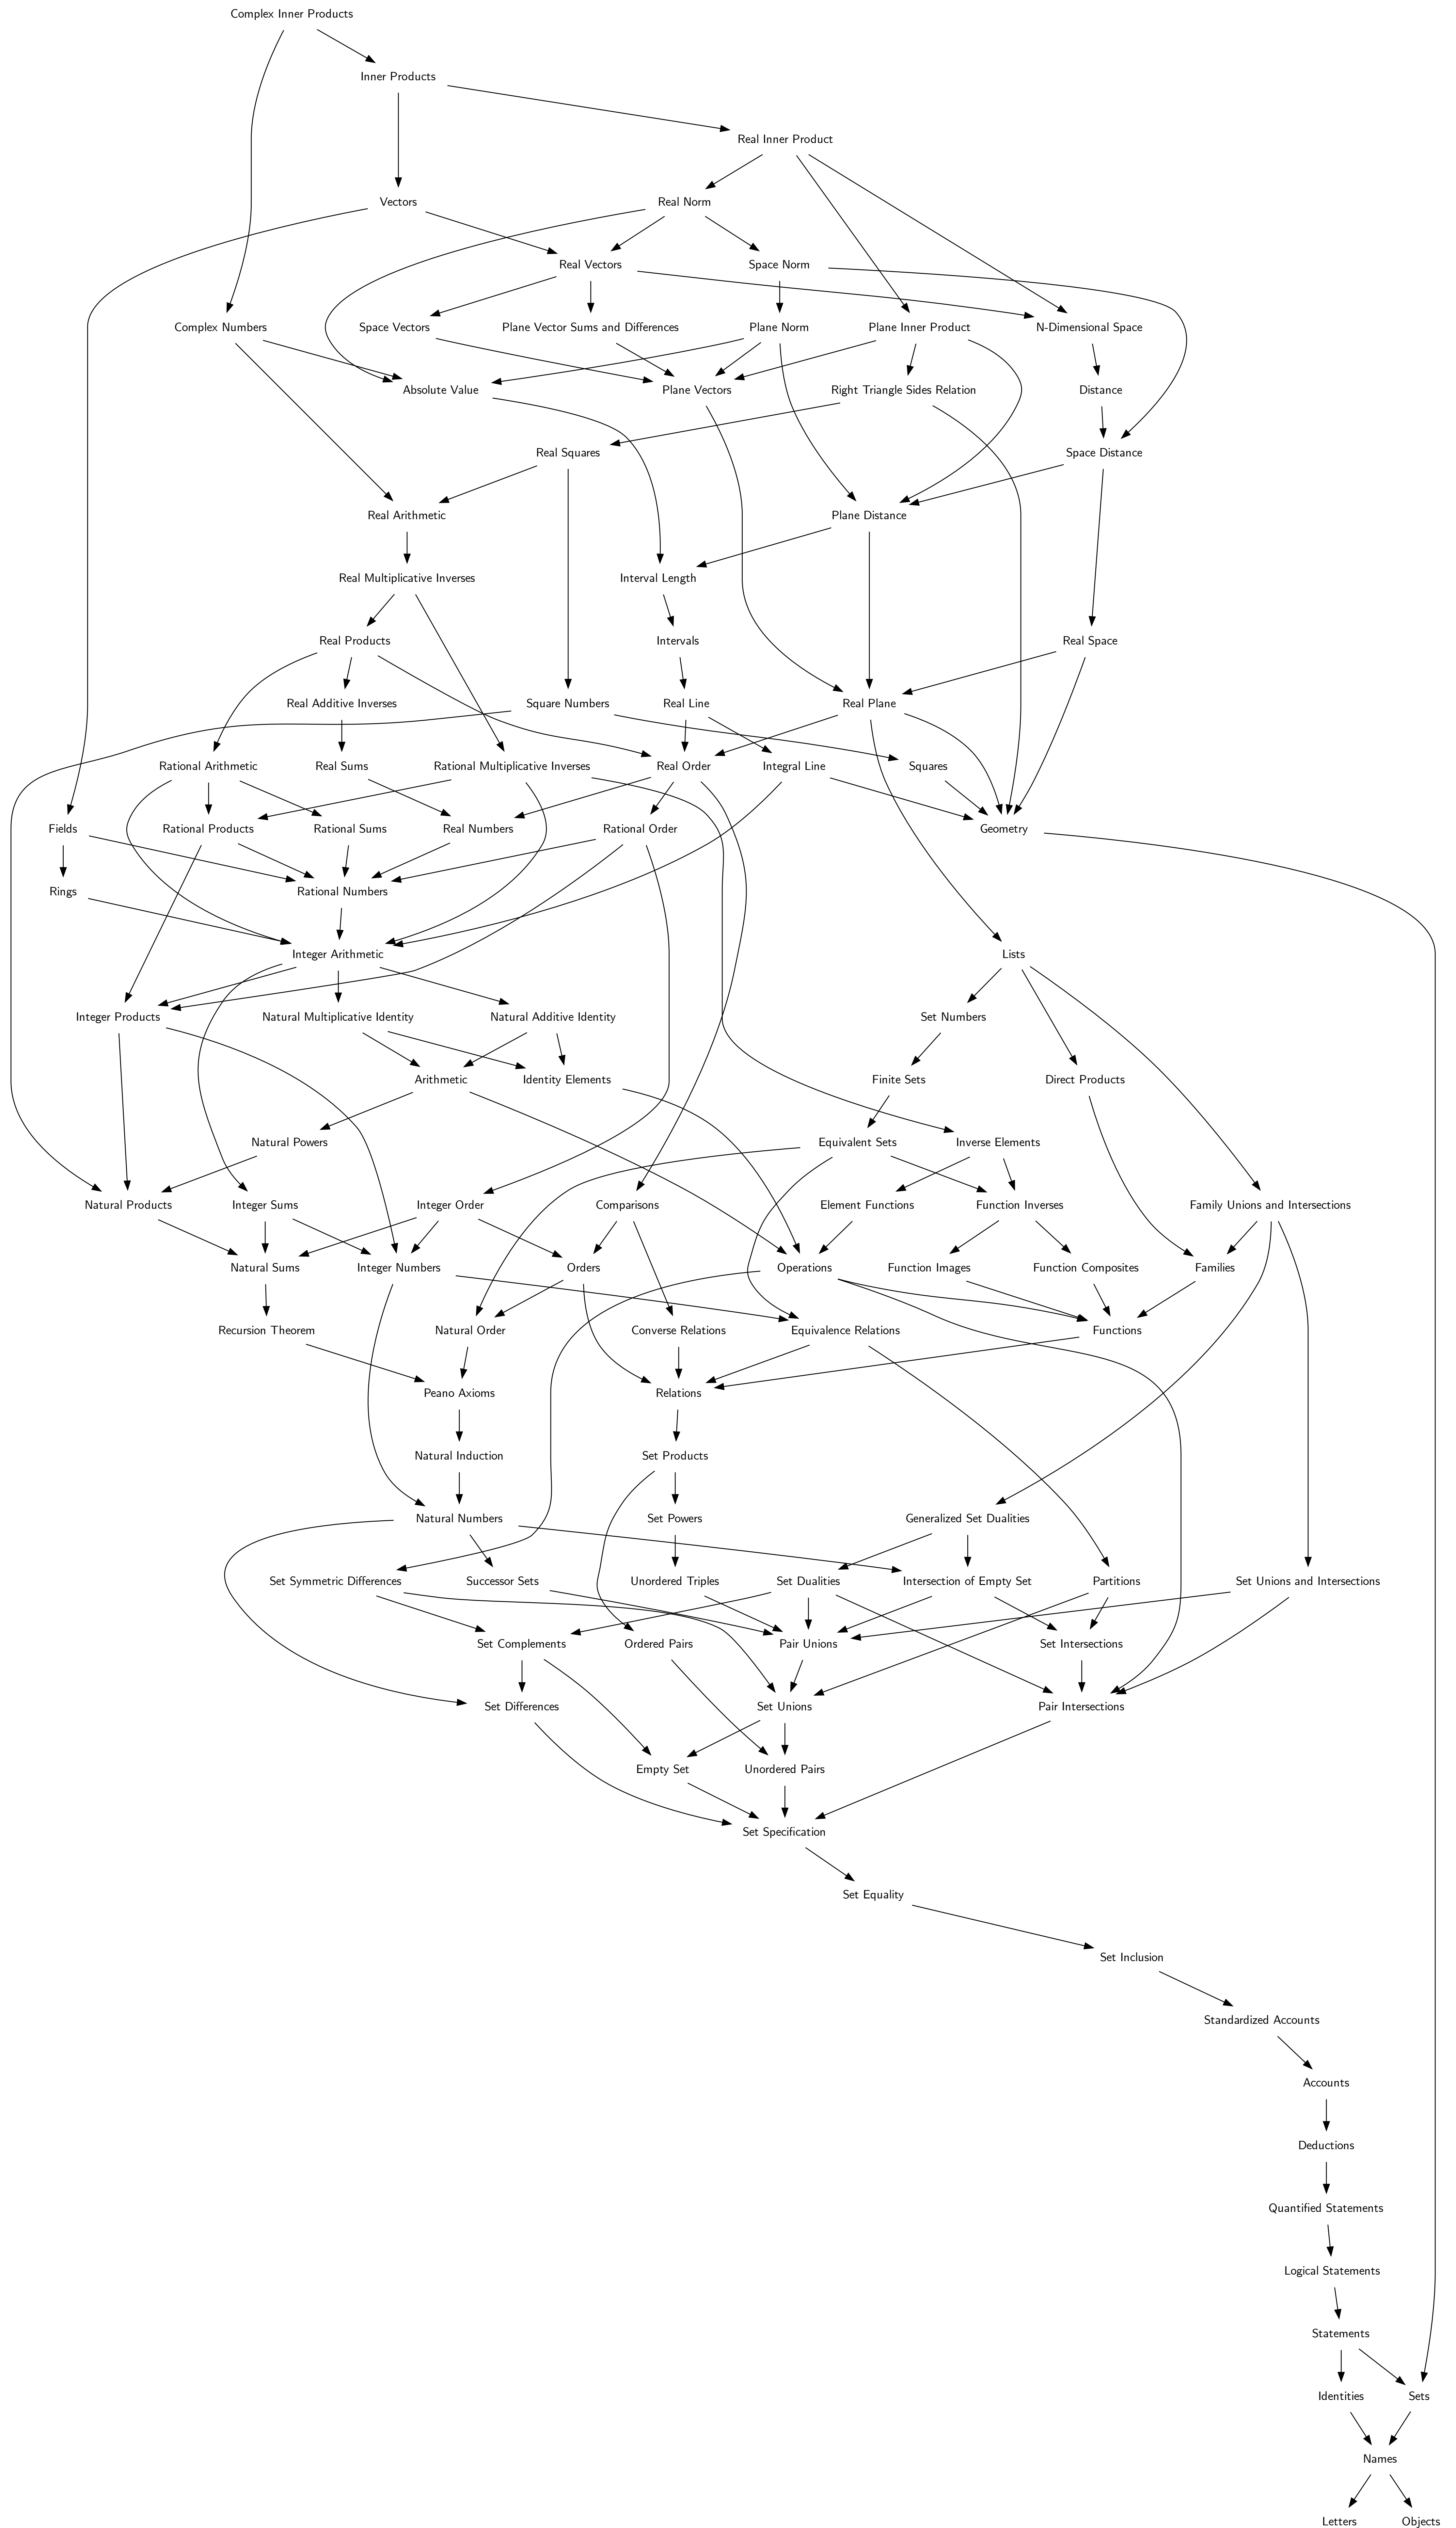 Complex Inner Products
Inner Products
Real Inner Product
Vectors
Real Norm
Real Vectors
Space Norm
Complex Numbers
Space Vectors
Plane Vector Sums and Differences
Plane Norm
Plane Inner Product
N-Dimensional Space
Absolute Value
Plane Vectors
Right Triangle Sides Relation
Distance
Real Squares
Space Distance
Real Arithmetic
Plane Distance
Real Multiplicative Inverses
Interval Length
Real Products
Intervals
Real Space
Real Additive Inverses
Square Numbers
Real Line
Real Plane
Rational Arithmetic
Real Sums
Rational Multiplicative Inverses
Real Order
Integral Line
Squares
Fields
Rational Products
Rational Sums
Real Numbers
Rational Order
Geometry
Rings
Rational Numbers
Integer Arithmetic
Lists
Integer Products
Natural Multiplicative Identity
Natural Additive Identity
Set Numbers
Arithmetic
Identity Elements
Finite Sets
Direct Products
Natural Powers
Equivalent Sets
Inverse Elements
Natural Products
Integer Sums
Integer Order
Comparisons
Element Functions
Function Inverses
Family Unions and Intersections
Natural Sums
Integer Numbers
Orders
Operations
Function Images
Function Composites
Families
Recursion Theorem
Natural Order
Converse Relations
Equivalence Relations
Functions
Peano Axioms
Relations
Natural Induction
Set Products
Natural Numbers
Set Powers
Generalized Set Dualities
Set Symmetric Differences
Successor Sets
Unordered Triples
Set Dualities
Intersection of Empty Set
Partitions
Set Unions and Intersections
Set Complements
Ordered Pairs
Pair Unions
Set Intersections
Set Differences
Set Unions
Pair Intersections
Empty Set
Unordered Pairs
Set Specification
Set Equality
Set Inclusion
Standardized Accounts
Accounts
Deductions
Quantified Statements
Logical Statements
Statements
Identities
Sets
Names
Letters
Objects